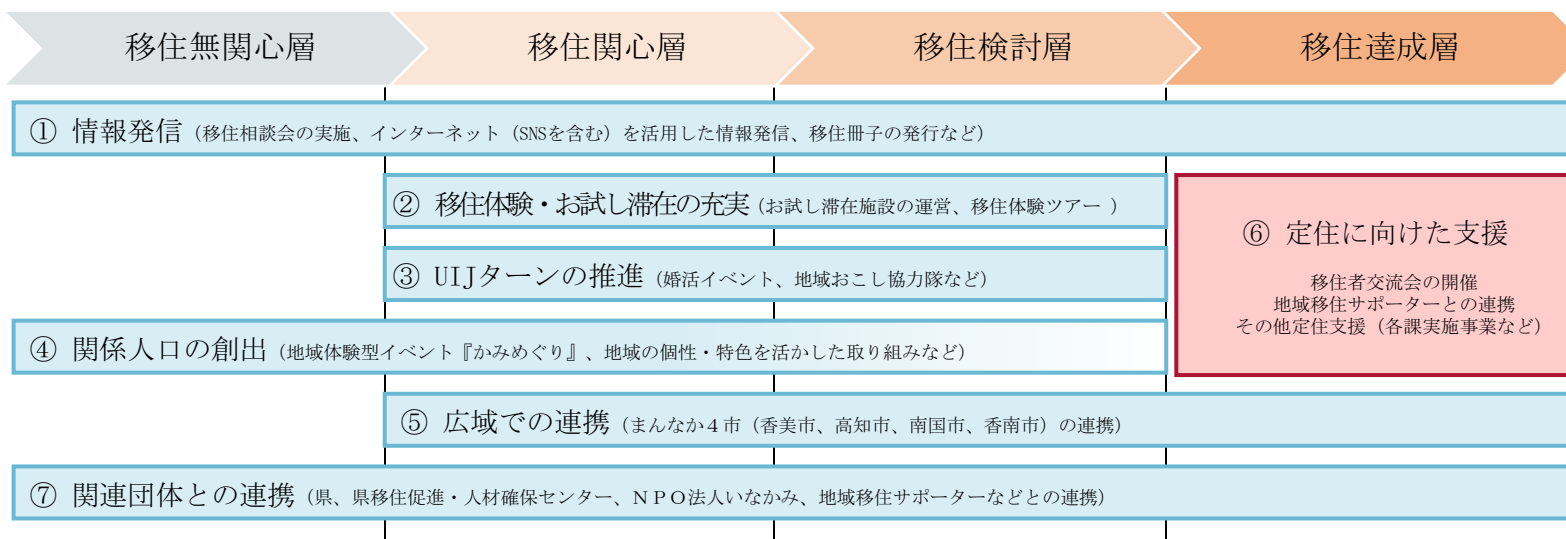 移住無関心層
移住関心層
移住検討層
移住達成層
① 情報発信（移住相談会の実施、インターネット（SNSを含む）を活用した情報発信、移住冊子の発行など）
② 移住体験・お試し滞在の充実（お試し滞在施設の運営、移住体験ツアー ）
③ UIJターンの推進（婚活イベント、地域おこし協力隊など）
④ 関係人口の創出（地域体験型イベント『かみめぐり』、地域の個性・特色を活かした取り組みなど）
⑤ 広域での連携（まんなか４市（香美市、高知市、南国市、香南市）の連携）
⑥ 定住に向けた支援
移住者交流会の開催
地域移住サポーターとの連携
その他定住支援（各課実施事業など）
⑦ 関連団体との連携（県、県移住促進・人材確保センター、ＮＰＯ法人いなかみ、地域移住サポーターなどとの連携）